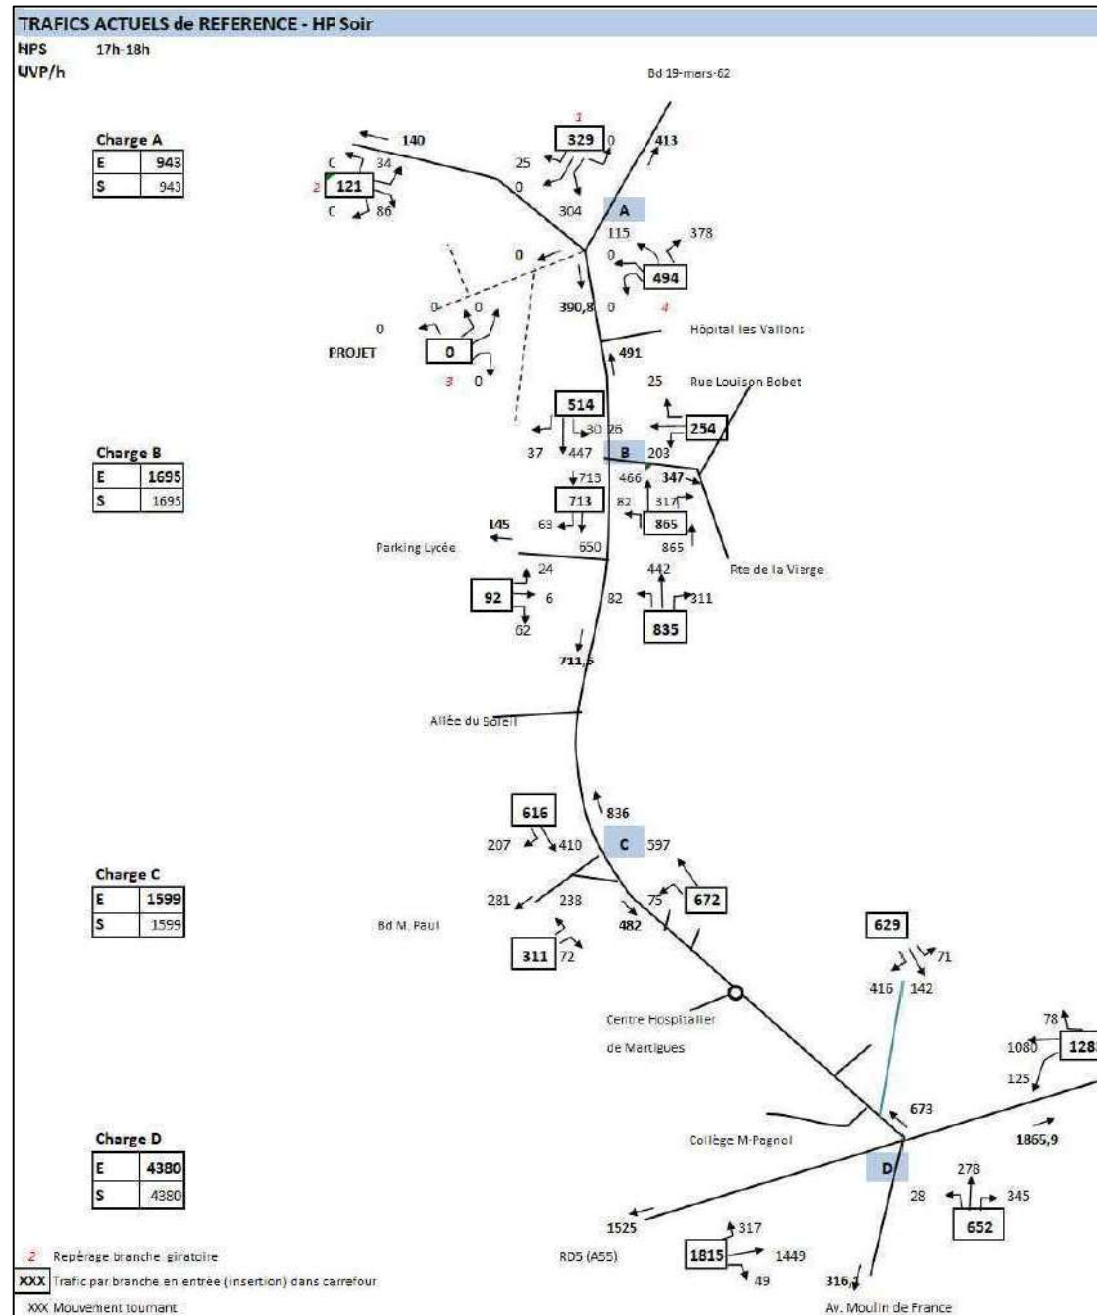 TRAFICS ACTUELS de REFERENCE - HP Soir
HPS 17h-18h
UVP/h
Bd 19-mars-62
1
140
329
0
413
Charge A
E 943
S 943
0
34
25
2
121
0
0
86
304
A
115
378
0
0
494
390,8
0
4
0
0
0
Hôpital les Vallons
PROJET
0
491
3
0
25
Rue Louison Bobet
514
30
26
254
Charge B
E 1695
S 1695
37
447
B
203
713
466
347
713
82
317
865
145
63
Parking Lycée
650
865
24
442
Rte de la Vierge
92
6
82
311
835
62
711,5
Allée du Soleil
616
836
207
410
C
597
Charge C
E 1599
S 1599
281
238
75
672
Bd M. Paul
482
311
72
629
71
416
142
Centre Hospitalier
de Martigues
78
1080
128
125
673
Charge D
E 4380
S 4380
Collège M-Pagnol
1865,9
D
278
28
345
652
1525
317
RD5 (A55)
1815
1449
49
316,
2 Repérage branche giratoire
XXX Trafic par branche en entrée (insertion) dans carrefour
XXX Mouvement tournant
Av. Moulin de France